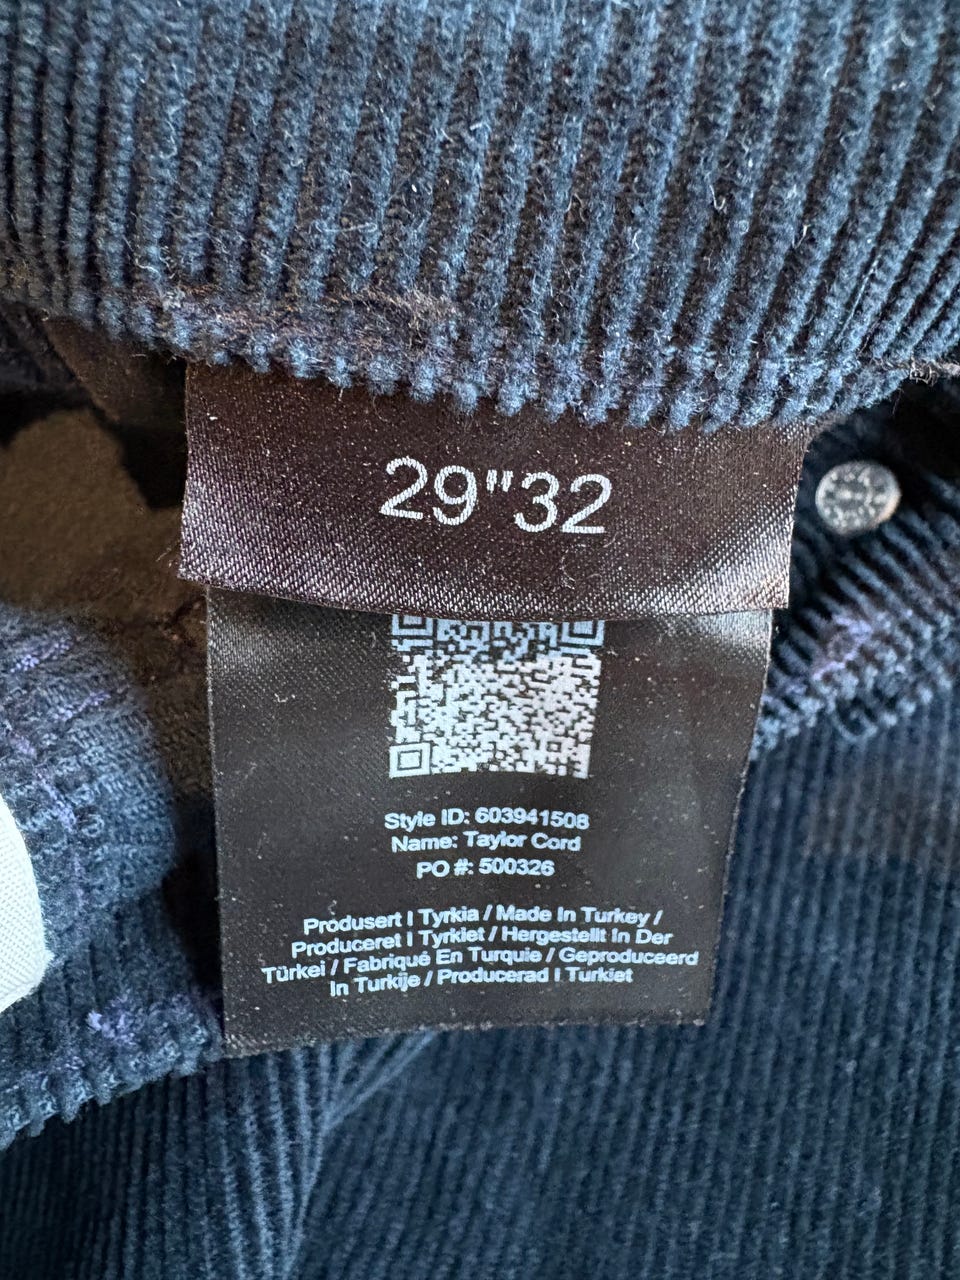 29"32
Style ID: 603941508
Name: Taylor Cord
PO #: 500326
Produsert I Tyrkia / Made In Turkey /
Produceret I Tyrkiet / Hergestellt In Der
Türkei / Fabriqué En Turquie / Geproduceerd
In Turkije / Producerad I Turkiet